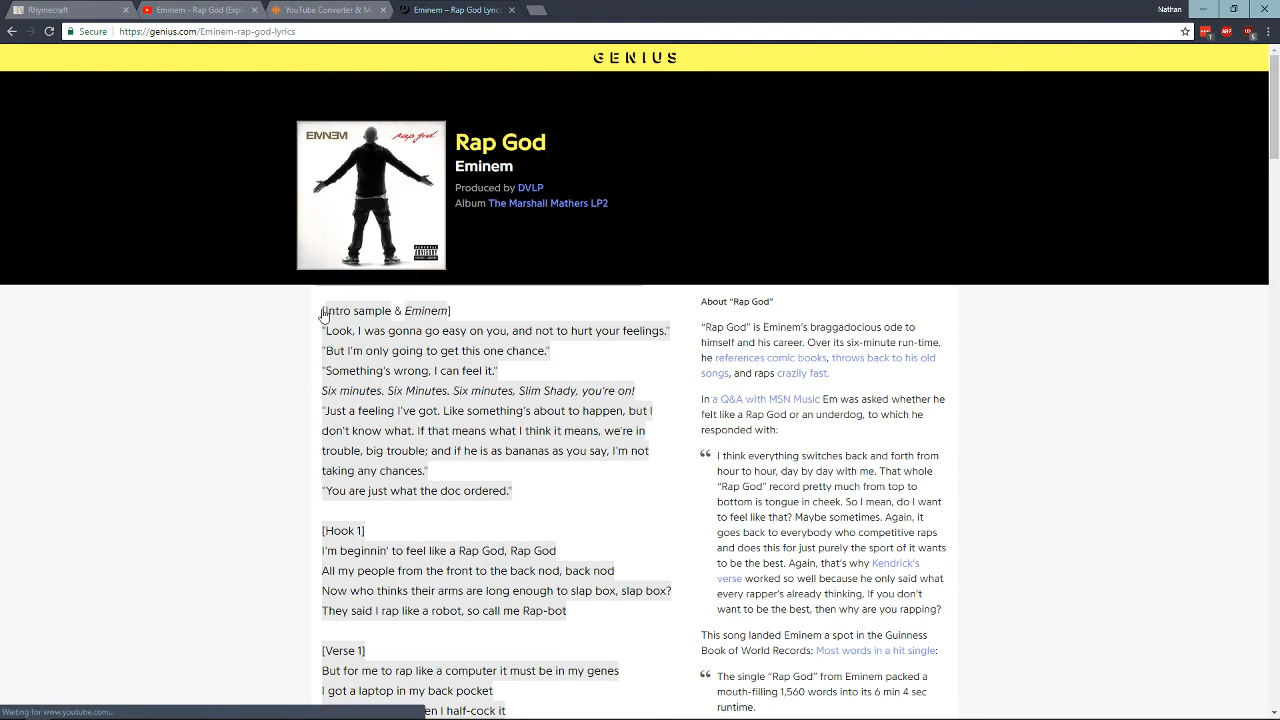 Rhymecraft
Eminem - Rap God (Expl
YouTube Converter & M
Eminem – Rap God Lyrics
Nathan
Secure
https://genius.com/Eminem-rap-god-lyrics
GENIUS
EMINEM
rap god
Rap God
Eminem
Produced by DVLP
Album The Marshall Mathers LP2
[Intro sample & Eminem]
"Look, I was gonna go easy on you, and not to hurt your feelings."
"But I'm only going to get this one chance."
"Something's wrong, I can feel it."
Six minutes. Six Minutes. Six minutes, Slim Shady, you're on!
"Just a feeling I've got. Like something's about to happen, but I
don't know what. If that means what I think it means, we're in
trouble, big trouble; and if he is as bananas as you say, I'm not
taking any chances."
"You are just what the doc ordered."
[Hook 1]
I'm beginnin' to feel like a Rap God, Rap God
All my people from the front to the back nod, back nod
Now who thinks their arms are long enough to slap box, slap box?
They said I rap like a robot, so call me Rap-bot
[Verse 1]
But for me to rap like a computer it must be in my genes
I got a laptop in my back pocket
en I half-cock it
About "Rap God"
"Rap God" is Eminem's braggadocious ode to
himself and his career. Over its six-minute run-time,
he references comic books, throws back to his old
songs, and raps crazily fast.
In a Q&A with MSN Music Em was asked whether he
felt like a Rap God or an underdog, to which he
responded with:
“ I think everything switches back and forth from
hour to hour, day by day with me. That whole
"Rap God" record pretty much from top to
bottom is tongue in cheek. So I mean, do I want
to feel like that? Maybe sometimes. Again, it
goes back to everybody who competitive raps
and does this for just purely the sport of it wants
to be the best. Again, that's why Kendrick's
verse worked so well because he only said what
every rapper's already thinking, If you don't
want to be the best, then why are you rapping?
This song landed Eminem a spot in the Guinness
Book of World Records: Most words in a hit single:
“ The single "Rap God" from Eminem packed a
mouth-filling 1,560 words into its 6 min 4 sec
runtime.
Waiting for www.youtube.com...